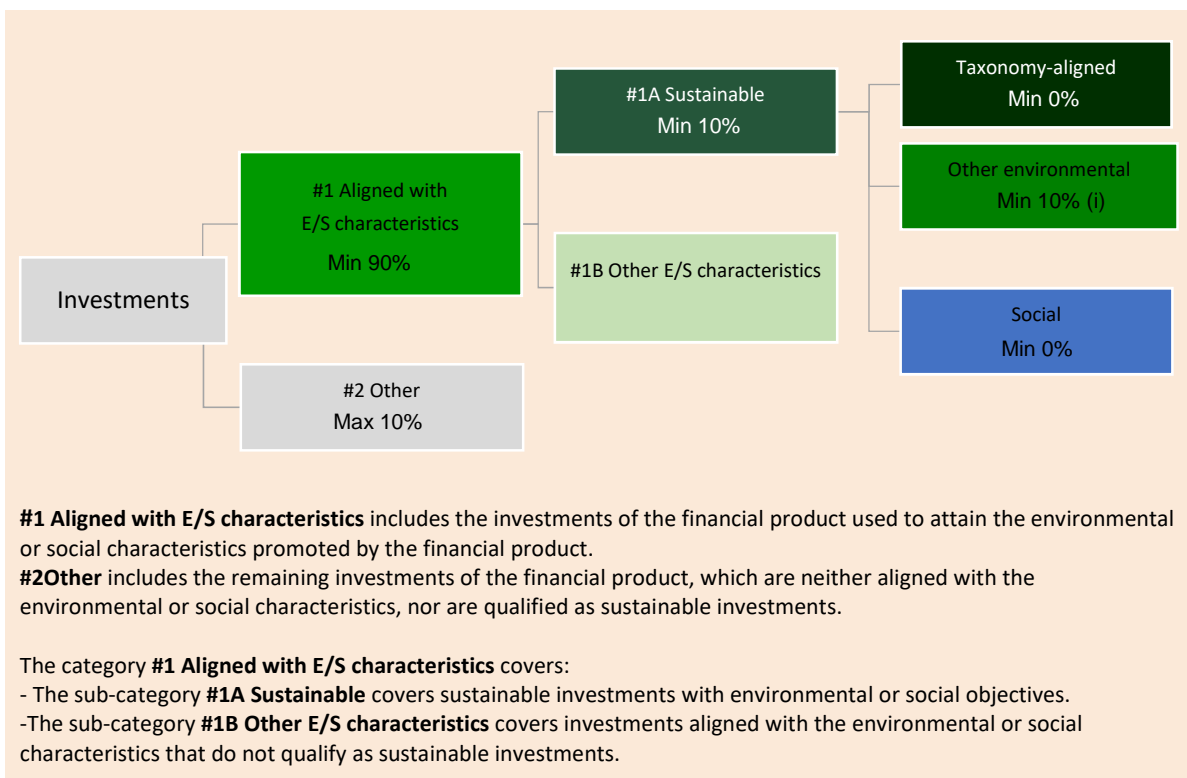 Investments
#1 Aligned with
E/S characteristics
Min 90%
#2 Other
Max 10%
#1A Sustainable
Min 10%
#1B Other E/S characteristics
Taxonomy-aligned
Min 0%
Other environmental
Min 10% (i)
Social
Min 0%
#1 Aligned with E/S characteristics includes the investments of the financial product used to attain the environmental
or social characteristics promoted by the financial product.
#2Other includes the remaining investments of the financial product, which are neither aligned with the
environmental or social characteristics, nor are qualified as sustainable investments.
The category #1 Aligned with E/S characteristics covers:
- The sub-category #1A Sustainable covers sustainable investments with environmental or social objectives.
-The sub-category #1B Other E/S characteristics covers investments aligned with the environmental or social
characteristics that do not qualify as sustainable investments.